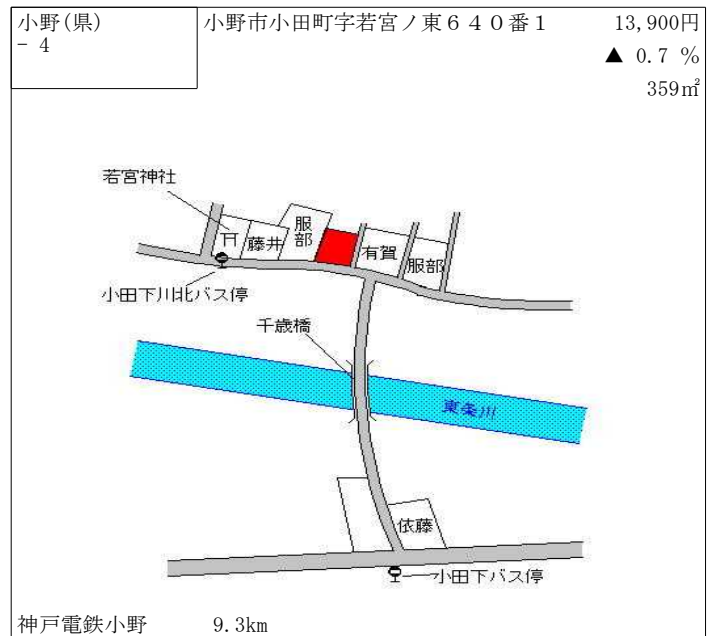 小野(県)　小野市小田町字若宮ノ東６４０番１　13,900円
- 4　▲ 0.7 %
359㎡
若宮神社
服部
藤井
有賀
服部
小田下川北バス停
千歳橋
東条川
依藤
小田下バス停
神戸電鉄小野　9.3km